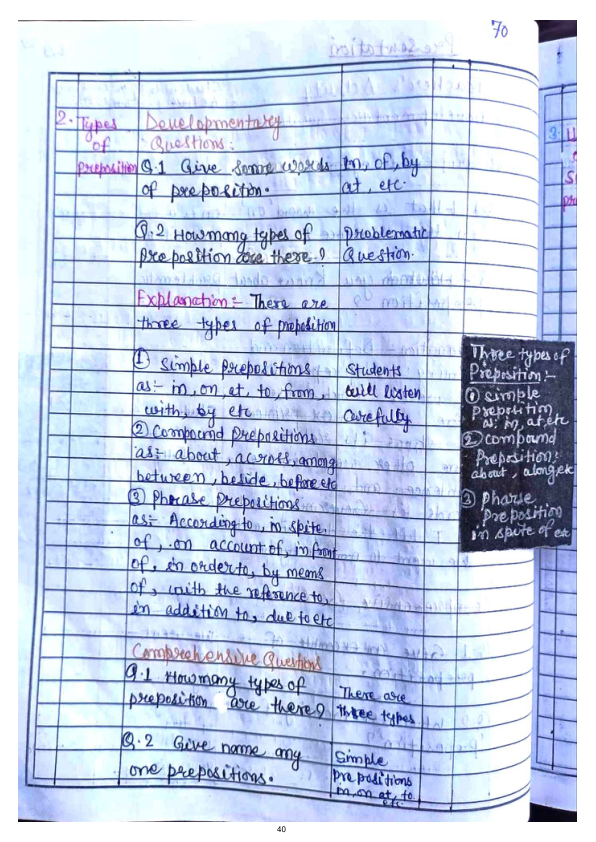 70
2. Types
of
preposition
Developmentary
Questions:
Q.1 Give some words
of preposition.
In, of, by
at, etc.
Q.2 Howmany types of
preposition are there?
problematic
Question.
Explanation:- There are
three types of preposition
① Simple prepositions
as:- in, on, at, to, from,
with, by etc
Students
will listen
Carefully
② Compound prepositions
as:- about, across, among
between, beside, before etc
③ Pharase prepositions
as:- According to, in spite
of, on account of, in front
of, in order to, by means
of, with the reference to,
in addition to, due to etc
Three types of
Preposition:-
① simple
preposition
as: in, at, etc
② compound
Preposition:
about, along etc
③ pharse
Preposition
in spite of etc
Comprehensive Questions
Q.1 Howmany types of
preposition are there?
There are
three types
Q.2 Give name any
one prepositions.
Simple
prepositions
in, on at, to
etc.
3.
40